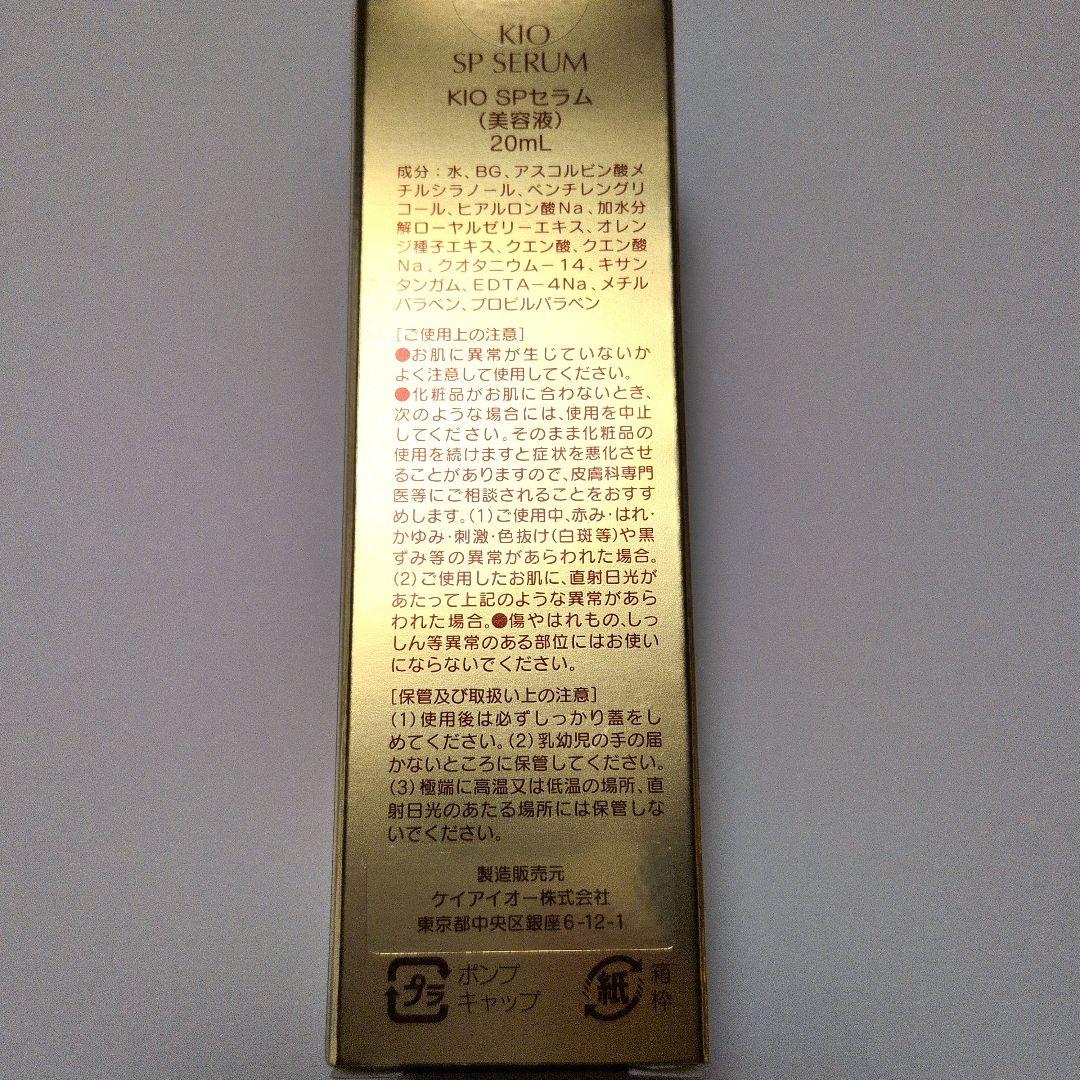 KIO
SP SERUM
KIO SPセラム
（美容液）
20mL
成分：水、BG、アスコルビン酸メ
チルシラノール、ペンチレングリ
コール、ヒアルロン酸Na、加水分
解ローヤルゼリーエキス、オレン
ジ種子エキス、クエン酸、クエン酸
Na、クオタニウム－14、キサン
タンガム、EDTA－4Na、メチル
パラベン、プロピルパラベン
［ご使用上の注意］
●お肌に異常が生じていないか
よく注意して使用してください。
●化粧品がお肌に合わないとき、
次のような場合には、使用を中止
してください。そのまま化粧品の
使用を続けますと症状を悪化させ
ることがありますので、皮膚科専門
医等にご相談されることをおすす
めします。（1）ご使用中、赤み・はれ・
かゆみ・刺激・色抜け（白斑等）や黒
ずみ等の異常があらわれた場合。
（2）ご使用したお肌に、直射日光が
あたって上記のような異常があら
われた場合。●傷やはれもの、しっ
しん等異常のある部位にはお使い
にならないでください。
［保管及び取扱い上の注意］
（1）使用後は必ずしっかり蓋をし
めてください。（2）乳幼児の手の届
かないところに保管してください。
（3）極端に高温又は低温の場所、直
射日光のあたる場所には保管しな
いでください。
製造販売元
ケイアイオー株式会社
東京都中央区銀座6-12-1
プラ ポンプ 紙 箱
キャップ 枠